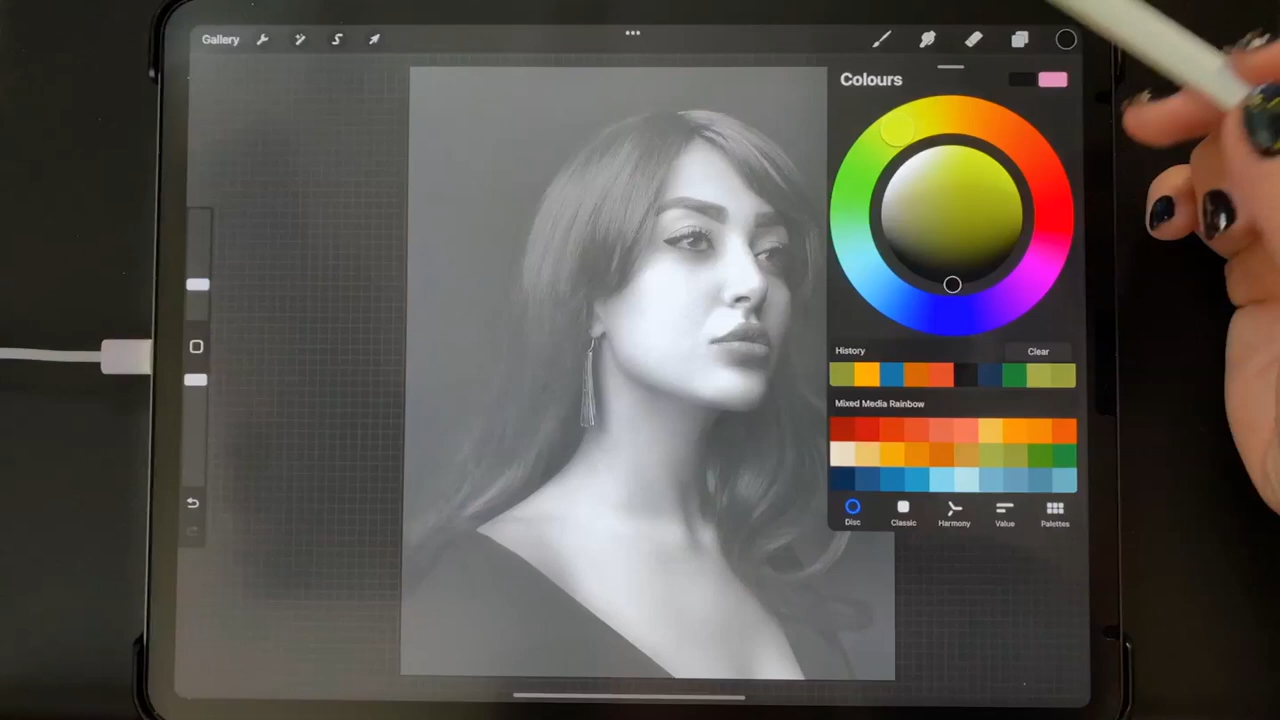 Gallery
Colours
History
Clear
Mixed Media Rainbow
Disc
Classic
Harmony
Value
Palettes